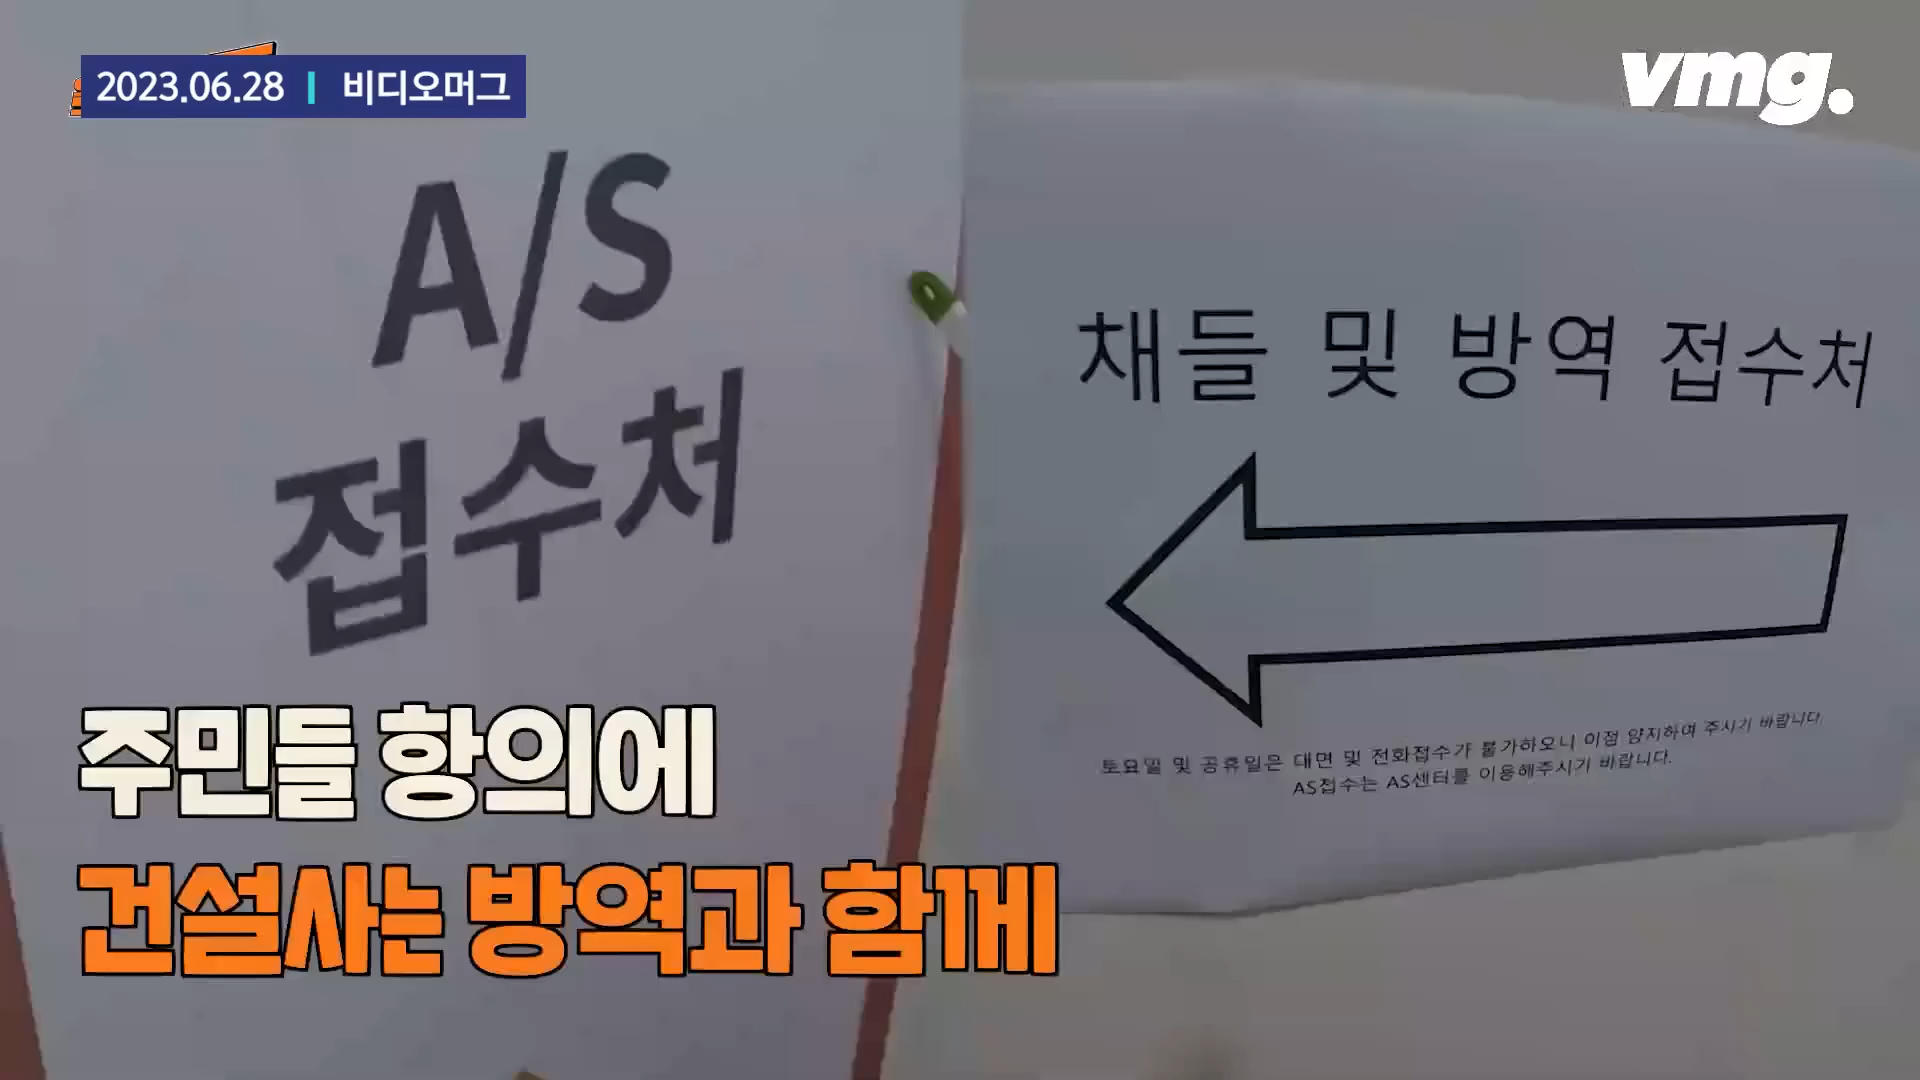 2023.06.28 | 비디오머그
vmg.
A/S
접수처
채들 및 방역 접수처
토요일 및 공휴일은 대면 및 전화접수가 불가하오니 이점 양지하여 주시기 바랍니다.
AS접수는 AS센터를 이용해주시기 바랍니다.
주민들 항의에
건설사는 방역과 함께